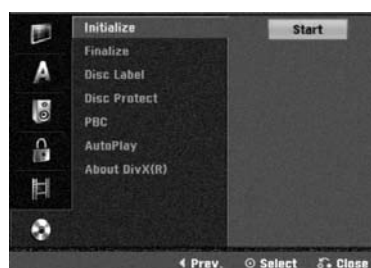 Initialize
Start
Finalize
Disc Label
Disc Protect
PBC
AutoPlay
About DivX(R)
A
Prev.
Select
Close